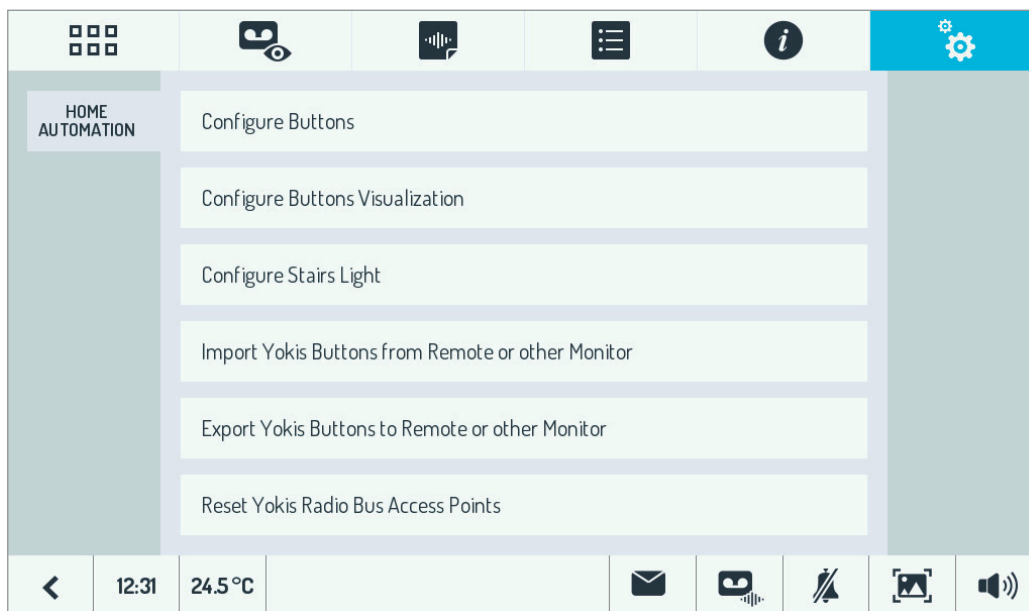 i
HOME
AUTOMATION
Configure Buttons
Configure Buttons Visualization
Configure Stairs Light
Import Yokis Buttons from Remote or other Monitor
Export Yokis Buttons to Remote or other Monitor
Reset Yokis Radio Bus Access Points
12:31
24.5 °C